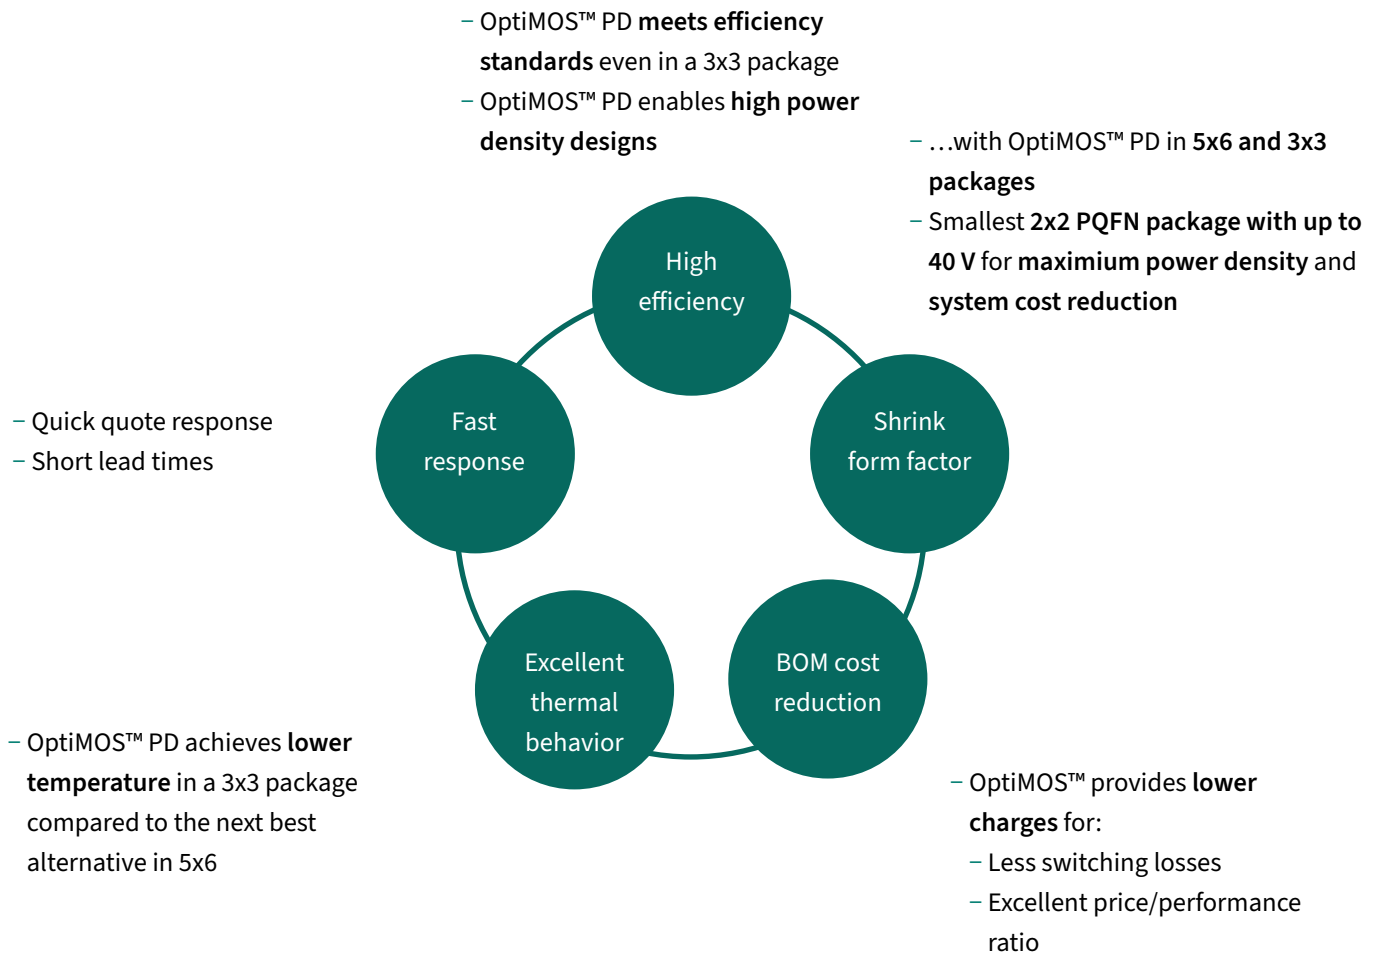 – OptiMOS™ PD meets efficiency
standards even in a 3x3 package
– OptiMOS™ PD enables high power
density designs
– …with OptiMOS™ PD in 5x6 and 3x3
packages
– Smallest 2x2 PQFN package with up to
40 V for maximium power density and
system cost reduction
High
efficiency
Fast
response
Shrink
form factor
– Quick quote response
– Short lead times
Excellent
thermal
behavior
BOM cost
reduction
– OptiMOS™ PD achieves lower
temperature in a 3x3 package
compared to the next best
alternative in 5x6
– OptiMOS™ provides lower
charges for:
– Less switching losses
– Excellent price/performance
ratio